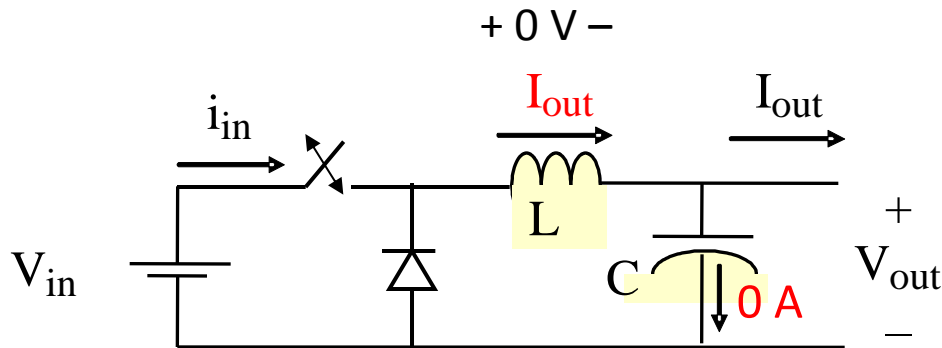 + 0 V –
I_out I_out
i_in
L
+
V_in C V_out
0 A
–